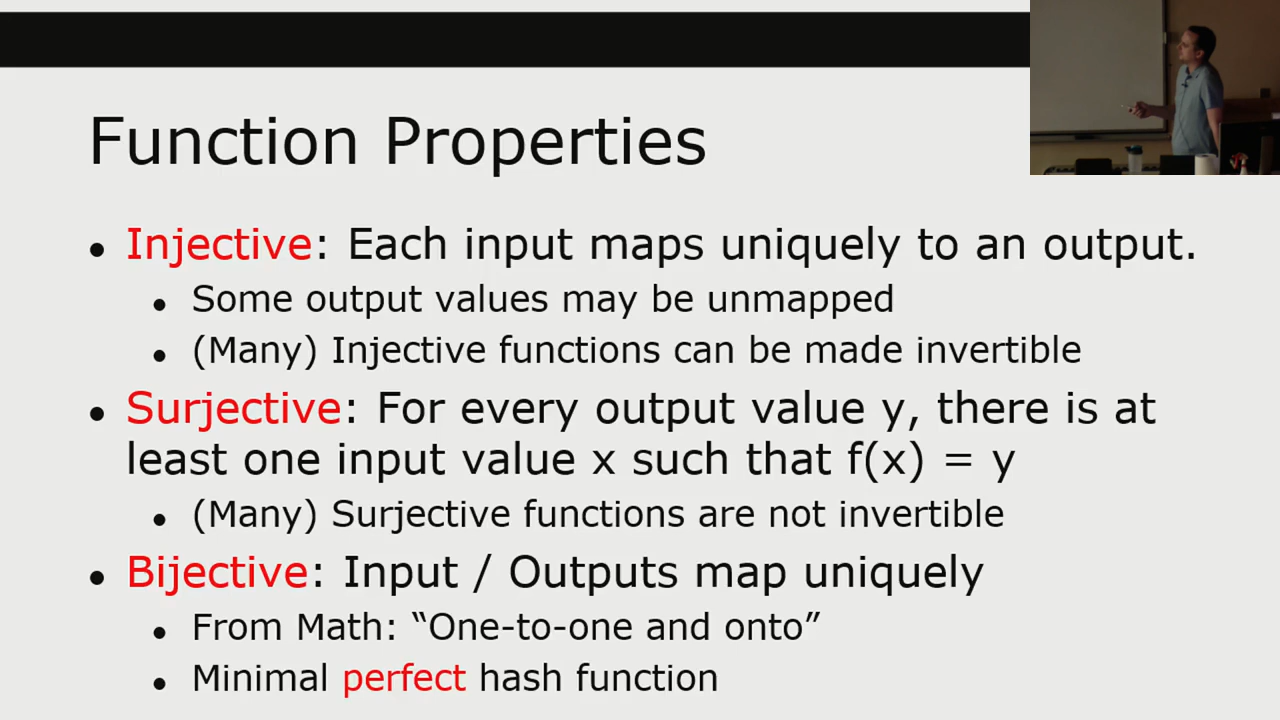 Function Properties
• Injective: Each input maps uniquely to an output.
• Some output values may be unmapped
• (Many) Injective functions can be made invertible
• Surjective: For every output value y, there is at
least one input value x such that f(x) = y
• (Many) Surjective functions are not invertible
• Bijective: Input / Outputs map uniquely
• From Math: “One-to-one and onto”
• Minimal perfect hash function